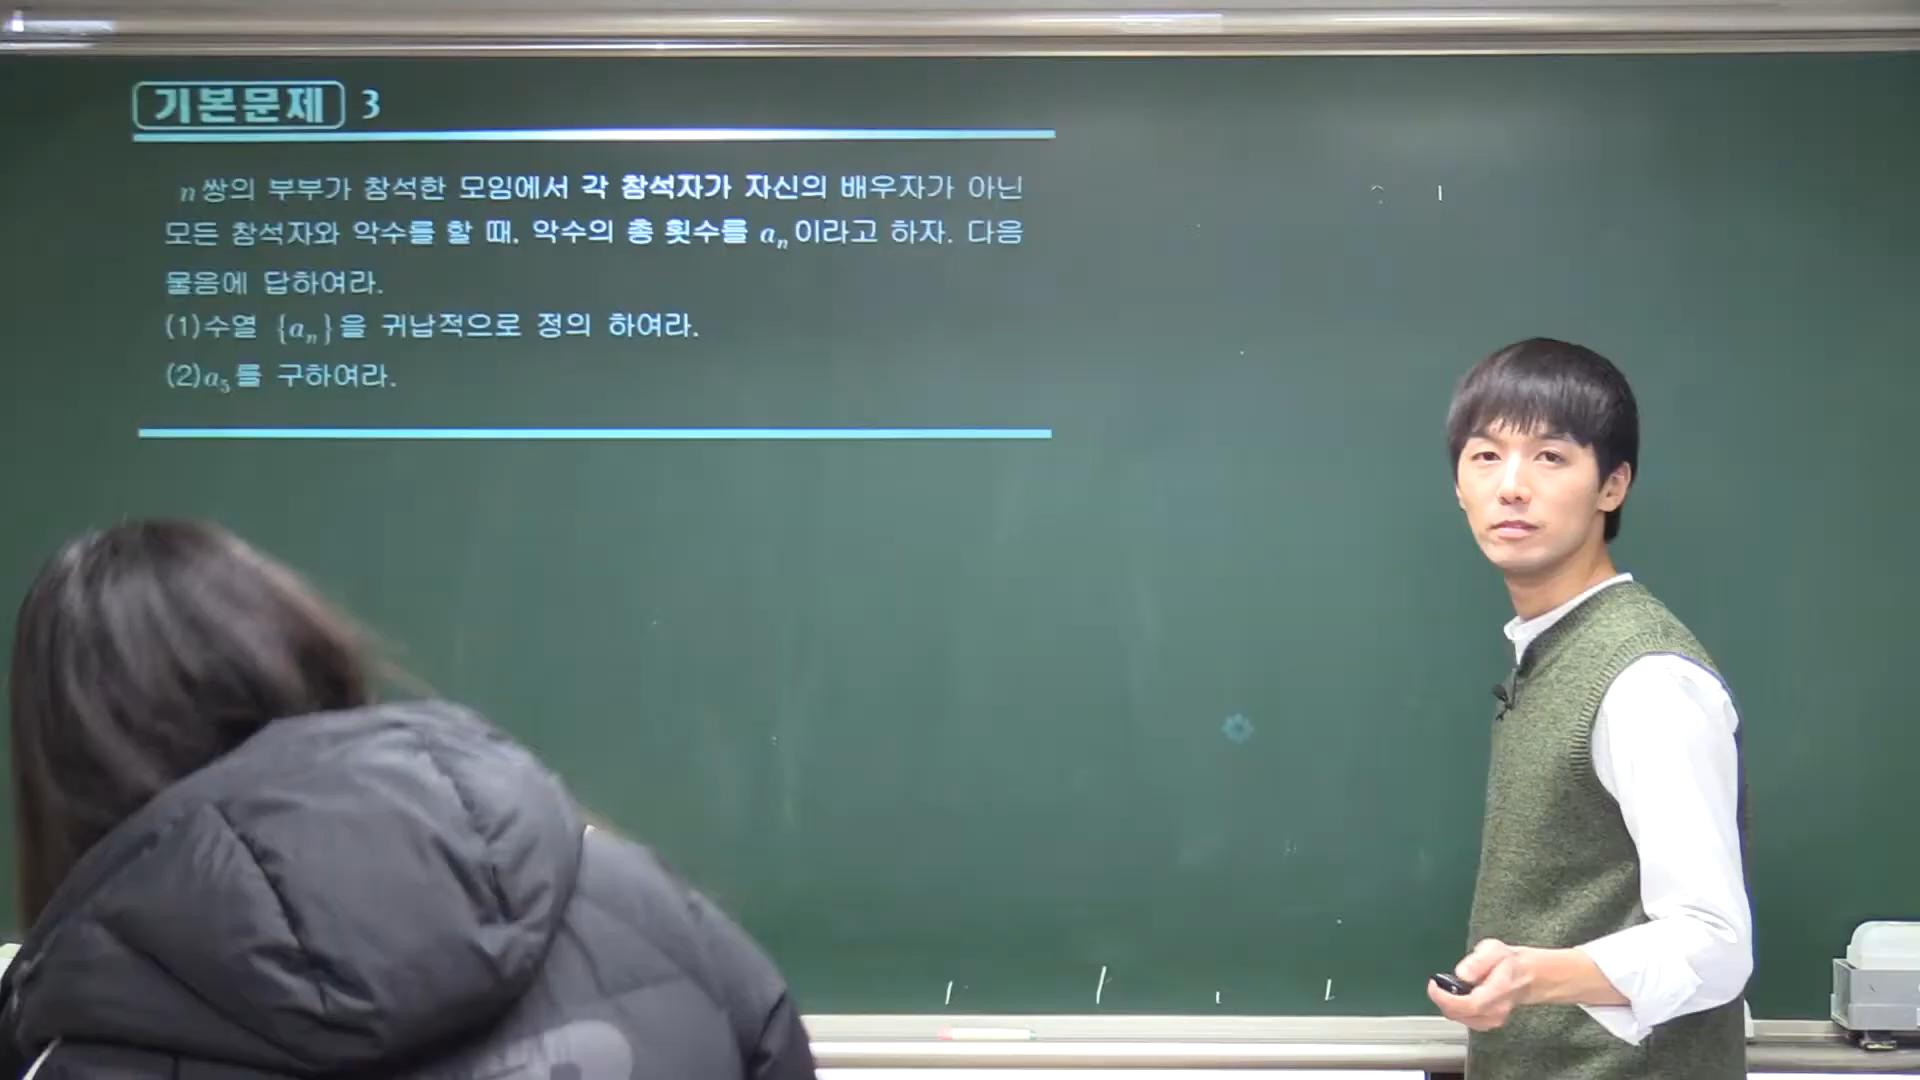 기본문제 3
n쌍의 부부가 참석한 모임에서 각 참석자가 자신의 배우자가 아닌
모든 참석자와 악수를 할 때, 악수의 총 횟수를 aₙ이라고 하자. 다음
물음에 답하여라.
(1)수열 {aₙ}을 귀납적으로 정의 하여라.
(2)a₅를 구하여라.